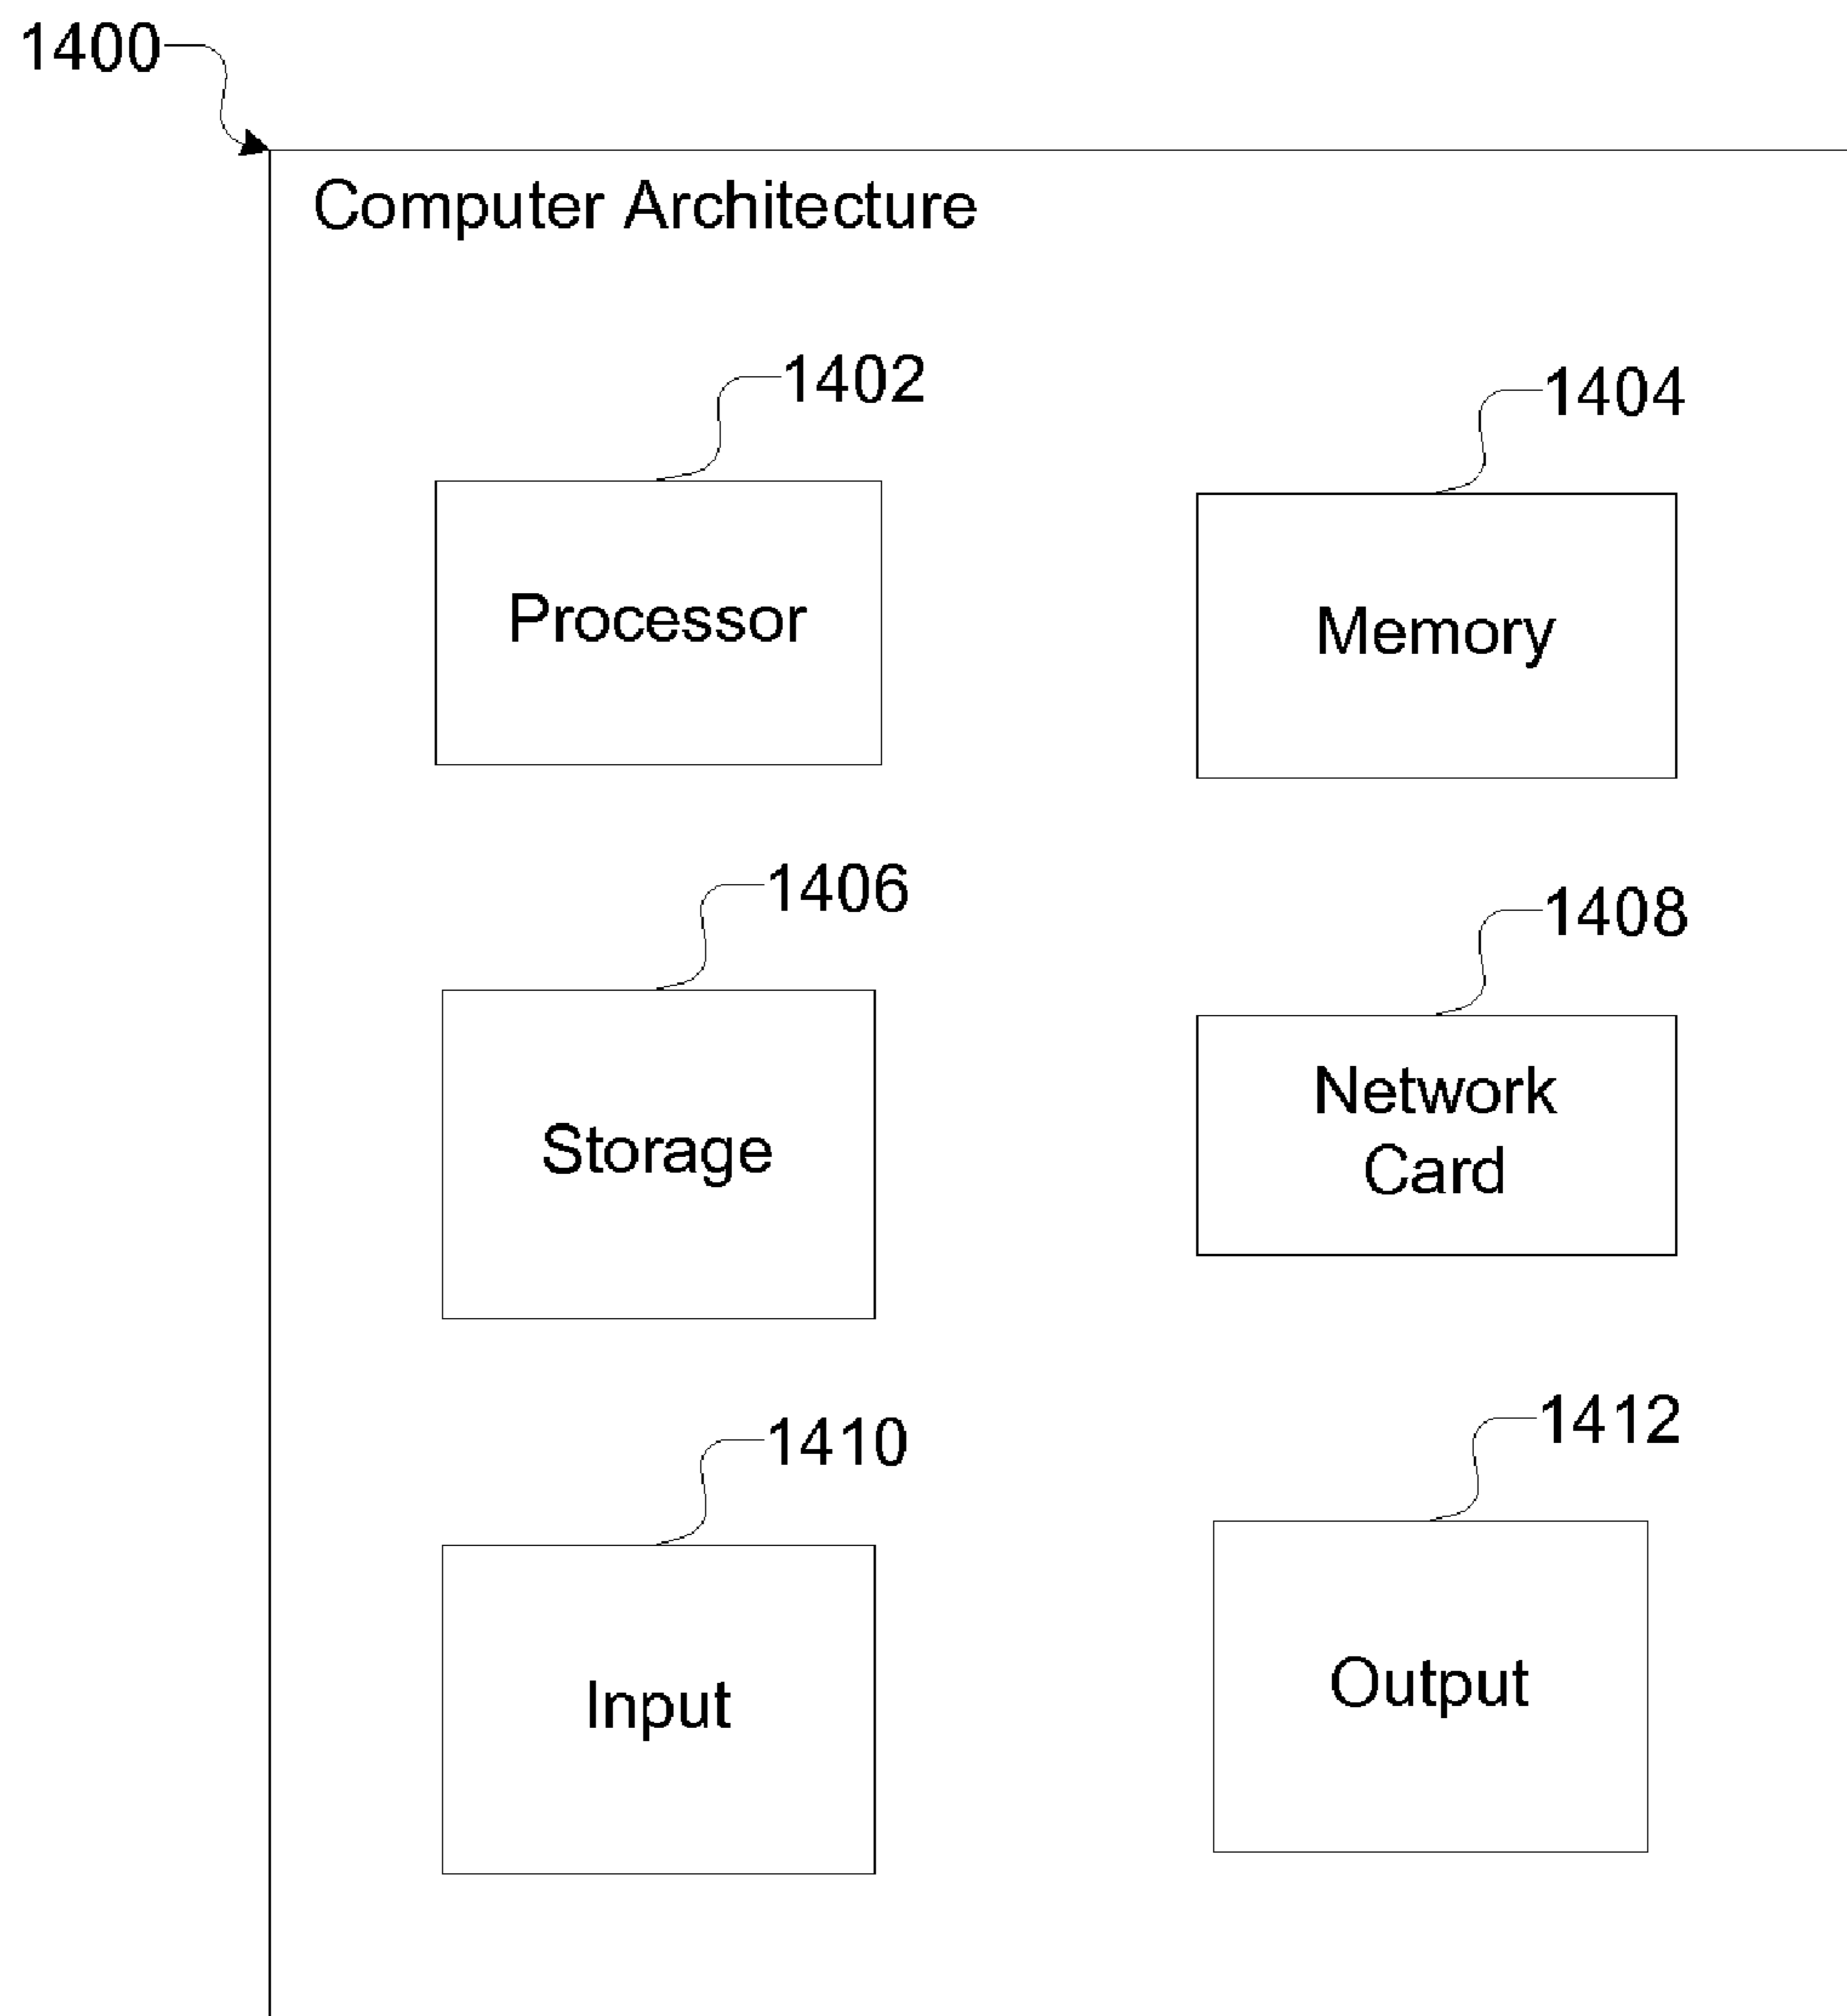 1400
Computer Architecture
1402
1404
Processor
Memory
1406
1408
Storage
Network
Card
1410
1412
Input
Output